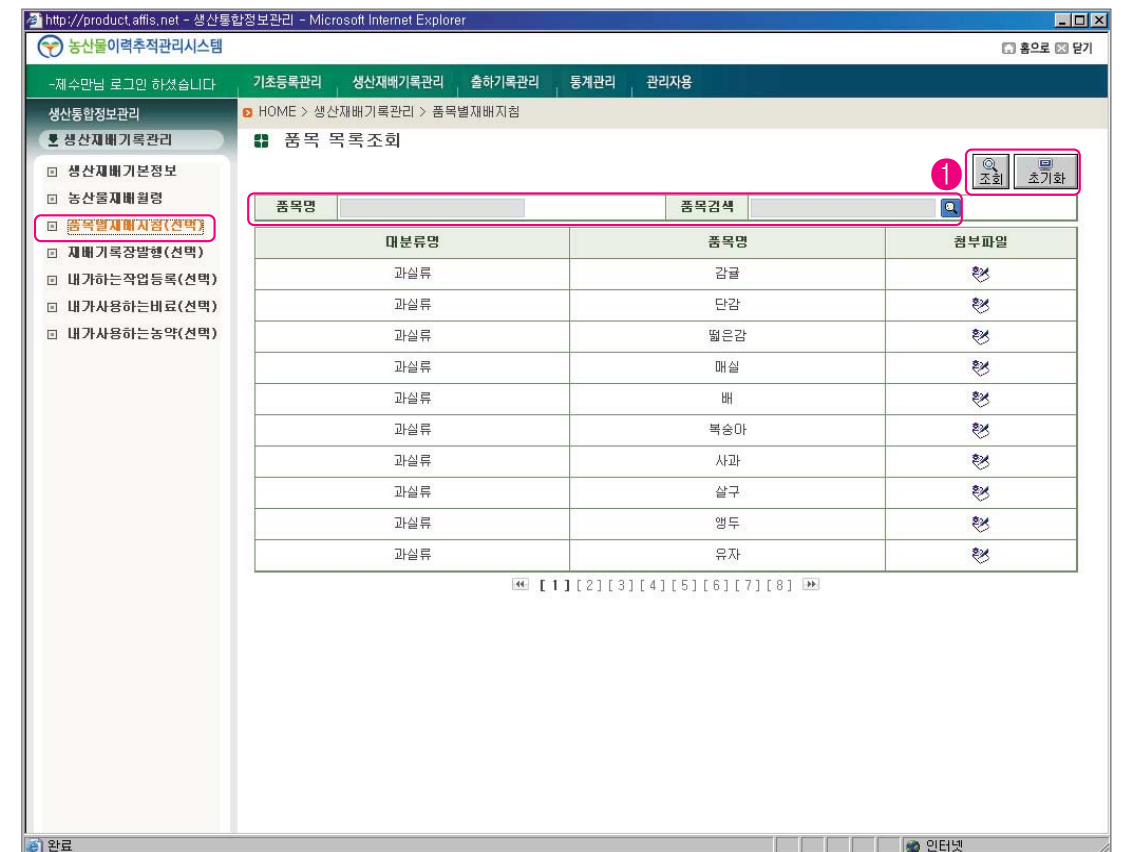 http://product.affis.net - 생산통합정보관리 - Microsoft Internet Explorer
농산물이력추적관리시스템
홈으로 닫기
-제수만님 로그인 하셨습니다
기초등록관리 생산재배기록관리 출하기록관리 통계관리 관리자용
생산통합정보관리
HOME > 생산재배기록관리 > 품목별재배지침
생산재배기록관리
품목 목록조회
1 조회 초기화
생산재배기본정보
농산물재배월령
품목별재배지침(선택)
재배기록장발행(선택)
내가하는작업등록(선택)
내가사용하는비료(선택)
내가사용하는농약(선택)
품목명 품목검색
대분류명 품목명 첨부파일
과실류 감귤
과실류 단감
과실류 떫은감
과실류 매실
과실류 배
과실류 복숭아
과실류 사과
과실류 살구
과실류 앵두
과실류 유자
[1][2][3][4][5][6][7][8]
완료 인터넷